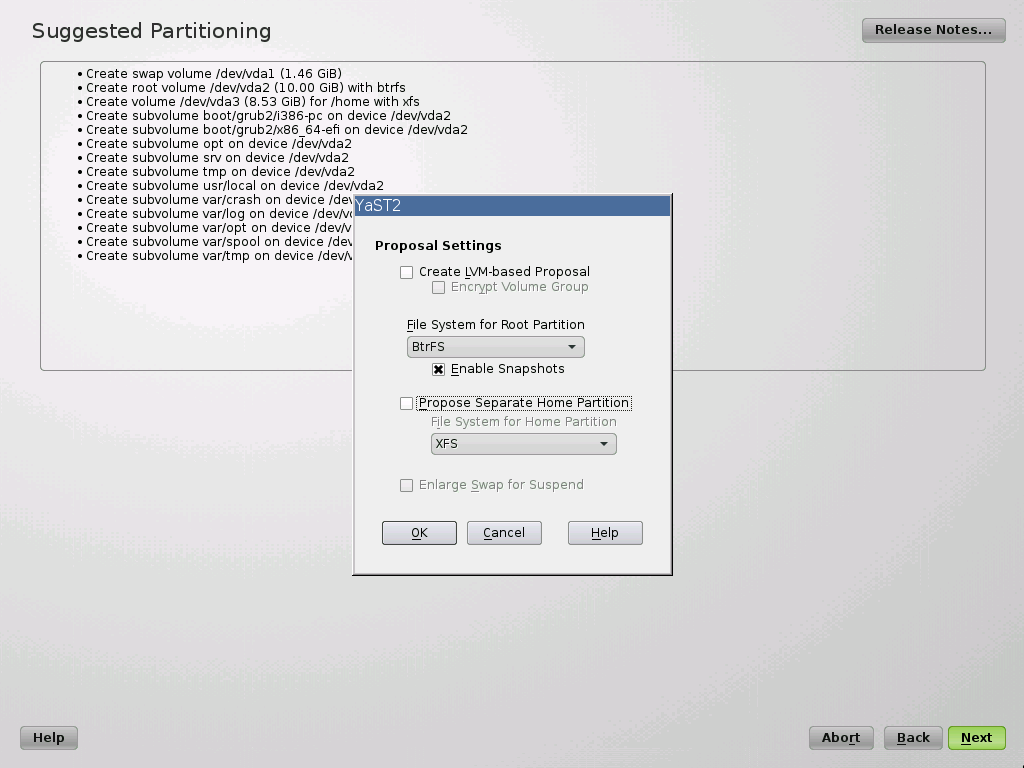 Suggested Partitioning
Release Notes...
• Create swap volume /dev/vda1 (1.46 GiB)
• Create root volume /dev/vda2 (10.00 GiB) with btrfs
• Create volume /dev/vda3 (8.53 GiB) for /home with xfs
• Create subvolume boot/grub2/i386-pc on device /dev/vda2
• Create subvolume boot/grub2/x86_64-efi on device /dev/vda2
• Create subvolume opt on device /dev/vda2
• Create subvolume srv on device /dev/vda2
• Create subvolume tmp on device /dev/vda2
• Create subvolume usr/local on device /dev/vda2
• Create subvolume var/crash on device /dev
• Create subvolume var/log on device /dev/v
• Create subvolume var/opt on device /dev/v
• Create subvolume var/spool on device /dev
• Create subvolume var/tmp on device /dev/v
YaST2
Proposal Settings
Create LVM-based Proposal
Encrypt Volume Group
File System for Root Partition
BtrFS
Enable Snapshots
Propose Separate Home Partition
File System for Home Partition
XFS
Enlarge Swap for Suspend
OK
Cancel
Help
Help
Abort
Back
Next